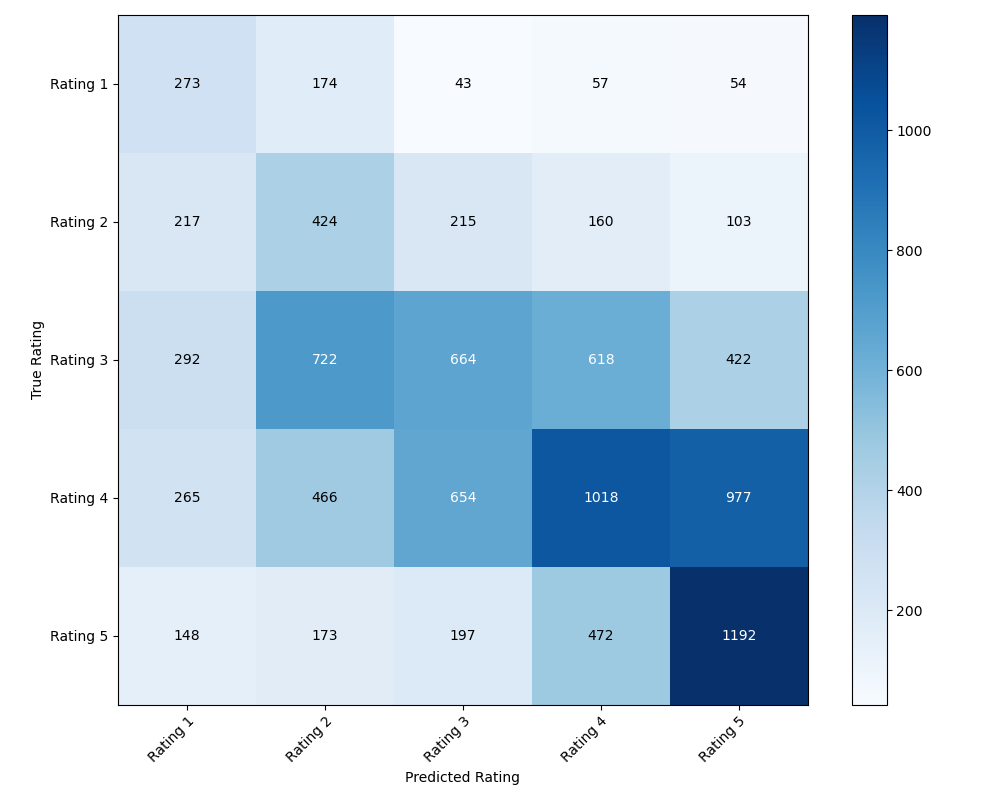 Rating 1 273 174 43 57 54
1000
Rating 2 217 424 215 160 103
800
True Rating
Rating 3 292 722 664 618 422
600
Rating 4 265 466 654 1018 977
400
Rating 5 148 173 197 472 1192
200
Rating 1 Rating 2 Rating 3 Rating 4 Rating 5
Predicted Rating